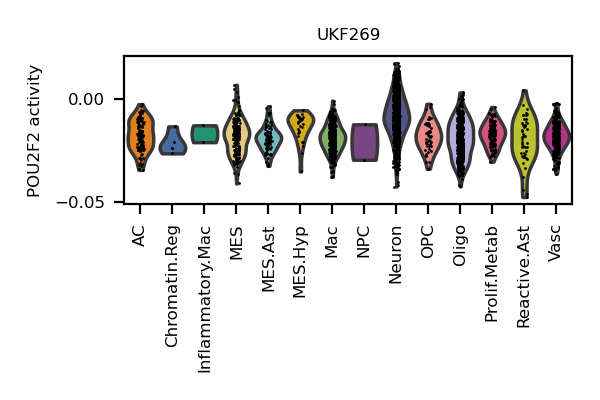 UKF269
POU2F2 activity
0.00
−0.05
AC
Chromatin.Reg
Inflammatory.Mac
MES
MES.Ast
MES.Hyp
Mac
NPC
Neuron
OPC
Oligo
Prolif.Metab
Reactive.Ast
Vasc